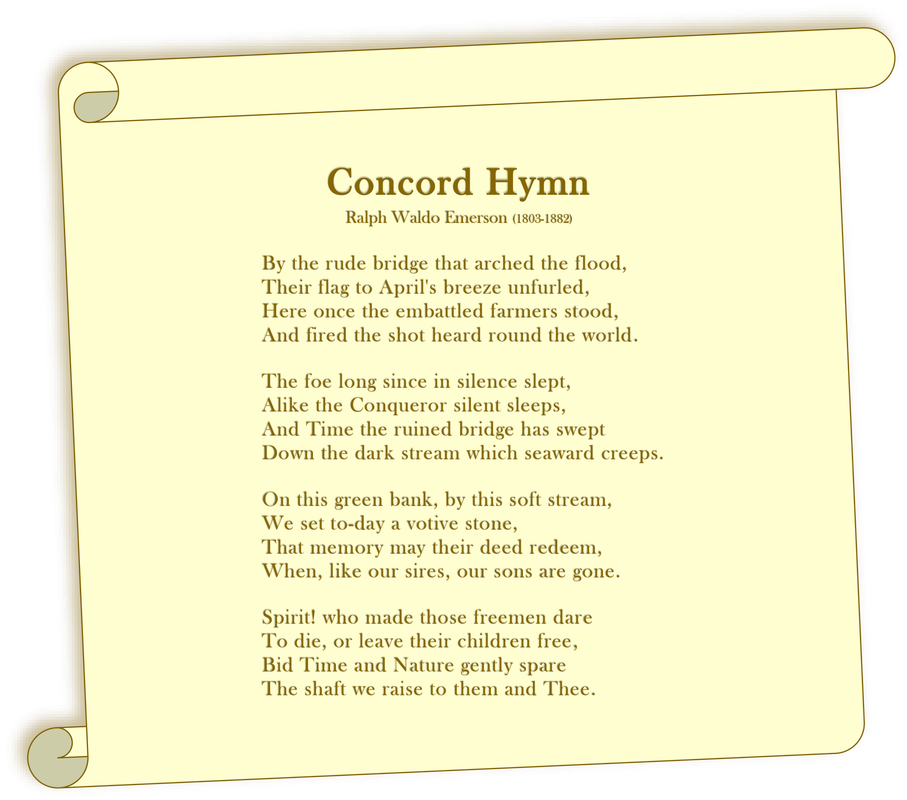 Concord Hymn
Ralph Waldo Emerson (1803-1882)
By the rude bridge that arched the flood,
Their flag to April's breeze unfurled,
Here once the embattled farmers stood,
And fired the shot heard round the world.
The foe long since in silence slept,
Alike the Conqueror silent sleeps,
And Time the ruined bridge has swept
Down the dark stream which seaward creeps.
On this green bank, by this soft stream,
We set to-day a votive stone,
That memory may their deed redeem,
When, like our sires, our sons are gone.
Spirit! who made those freemen dare
To die, or leave their children free,
Bid Time and Nature gently spare
The shaft we raise to them and Thee.